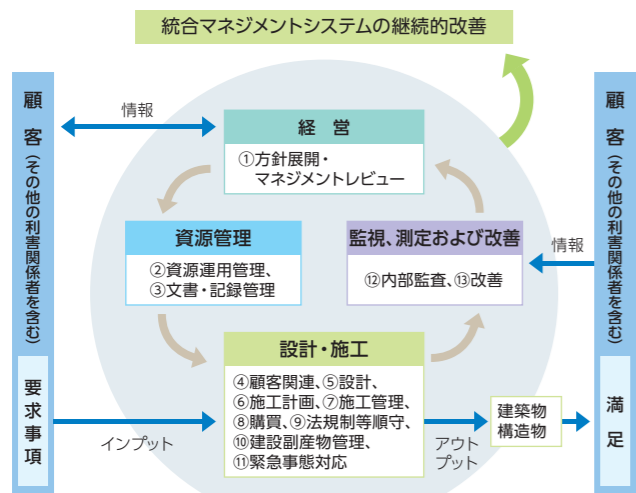 統合マネジメントシステムの継続的改善
顧客(その他の利害関係者を含む)
要求事項
情報
経 営
①方針展開・
マネジメントレビュー
資源管理
②資源運用管理、
③文書・記録管理
監視、測定および改善
⑫内部監査、⑬改善
設計・施工
④顧客関連、⑤設計、
⑥施工計画、⑦施工管理、
⑧購買、⑨法規制等順守、
⑩建設副産物管理、
⑪緊急事態対応
インプット
アウト
プット
建築物
構造物
情報
顧客(その他の利害関係者を含む)
満足